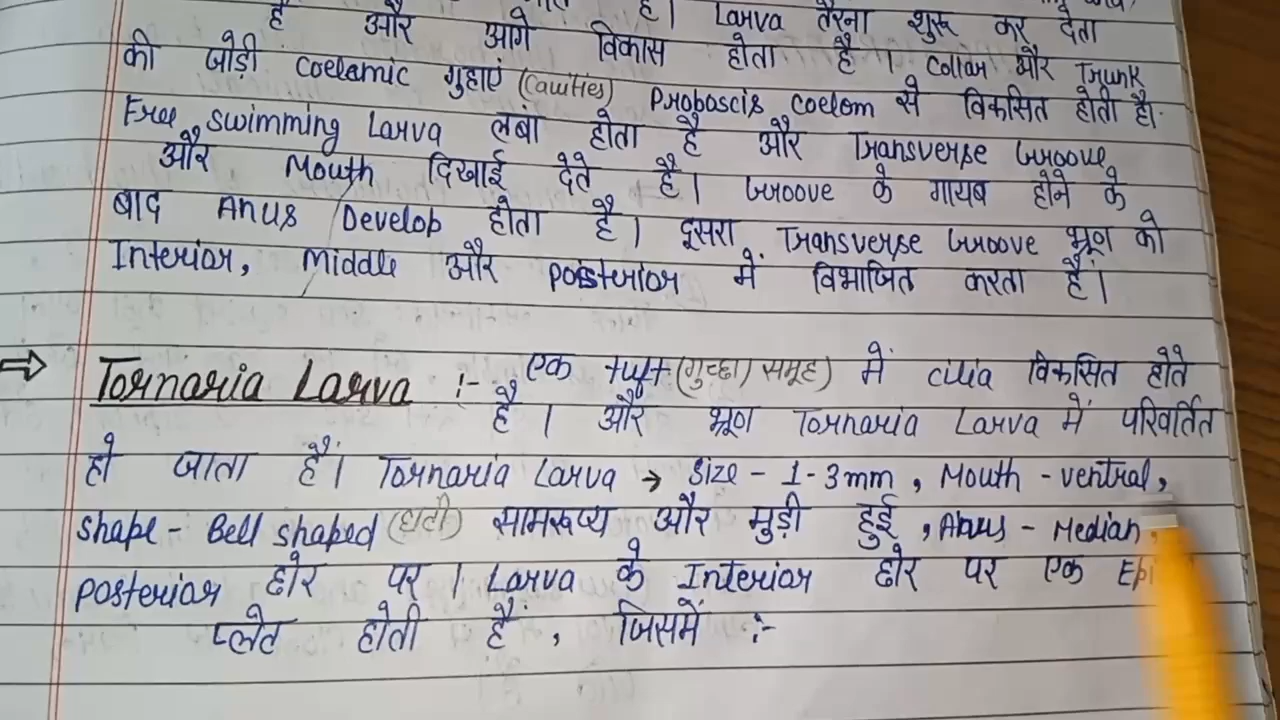 है और आगे विकास होता है। Larva तैरना शुरू कर देता
की जोड़ी coelamic गुहाएं (Cavities) Proboscis coelom से विकसित होती है। Collar और Trunk
Free swimming Larva लंबा होता है और Transverse Groove
और Mouth दिखाई देते है। Groove के गायब होने के
बाद Anus Develop होता है। दूसरा Transverse Groove भ्रूण को
Interior, Middle और Posterior में विभाजित करता है।
⇒ Tornaria Larva :- एक tuft (गुच्छा) समूह) में cilia विकसित होते
है। और भ्रूण Tornaria Larva में परिवर्तित
हो जाता हैं। Tornaria Larva → Size - 1-3mm, Mouth - ventral,
shape - Bell shaped (घंटी) सामरूप्य और मुड़ी हुई, Anus - Median,
Posterior छोर पर। Larva के Interior छोर पर एक
प्लेट होती है, जिसमें :-